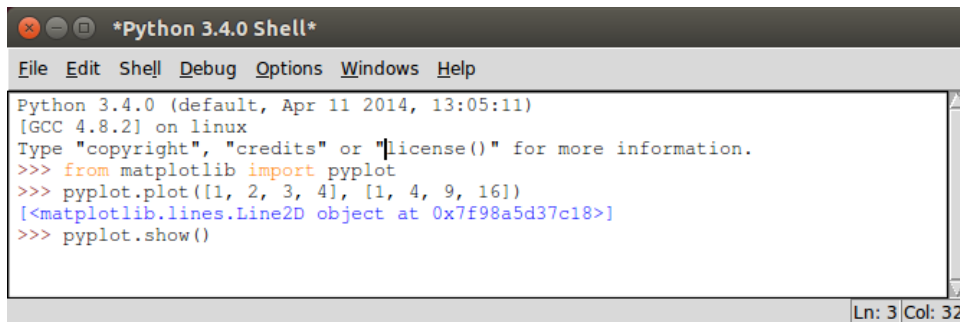 *Python 3.4.0 Shell*
File Edit Shell Debug Options Windows Help
Python 3.4.0 (default, Apr 11 2014, 13:05:11)
[GCC 4.8.2] on linux
Type "copyright", "credits" or "license()" for more information.
>>> from matplotlib import pyplot
>>> pyplot.plot([1, 2, 3, 4], [1, 4, 9, 16])
[<matplotlib.lines.Line2D object at 0x7f98a5d37c18>]
>>> pyplot.show()
Ln: 3 Col: 32